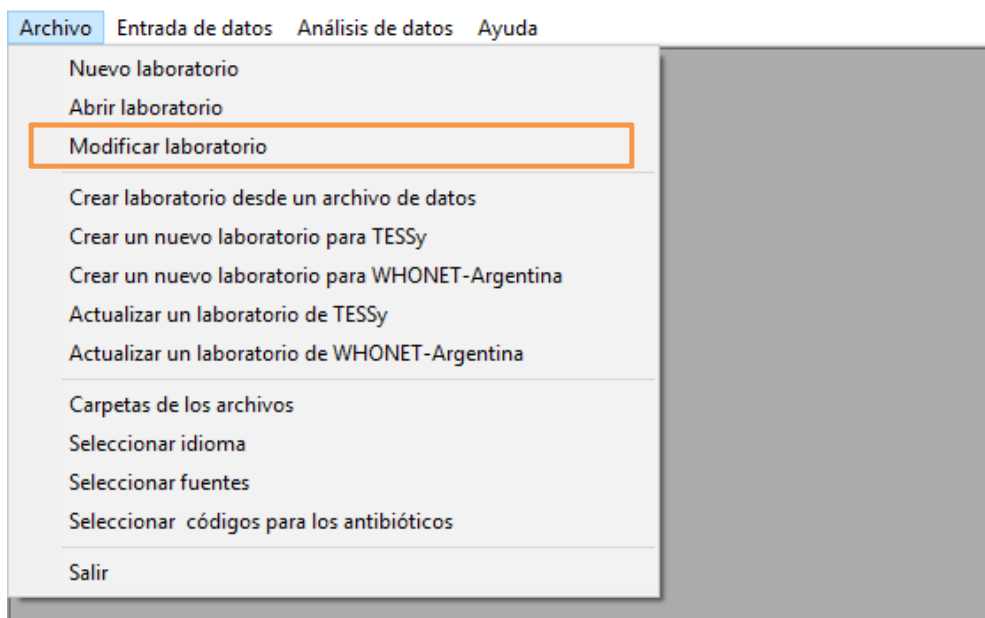 Archivo Entrada de datos Análisis de datos Ayuda
Nuevo laboratorio
Abrir laboratorio
Modificar laboratorio
Crear laboratorio desde un archivo de datos
Crear un nuevo laboratorio para TESSy
Crear un nuevo laboratorio para WHONET-Argentina
Actualizar un laboratorio de TESSy
Actualizar un laboratorio de WHONET-Argentina
Carpetas de los archivos
Seleccionar idioma
Seleccionar fuentes
Seleccionar  códigos para los antibióticos
Salir